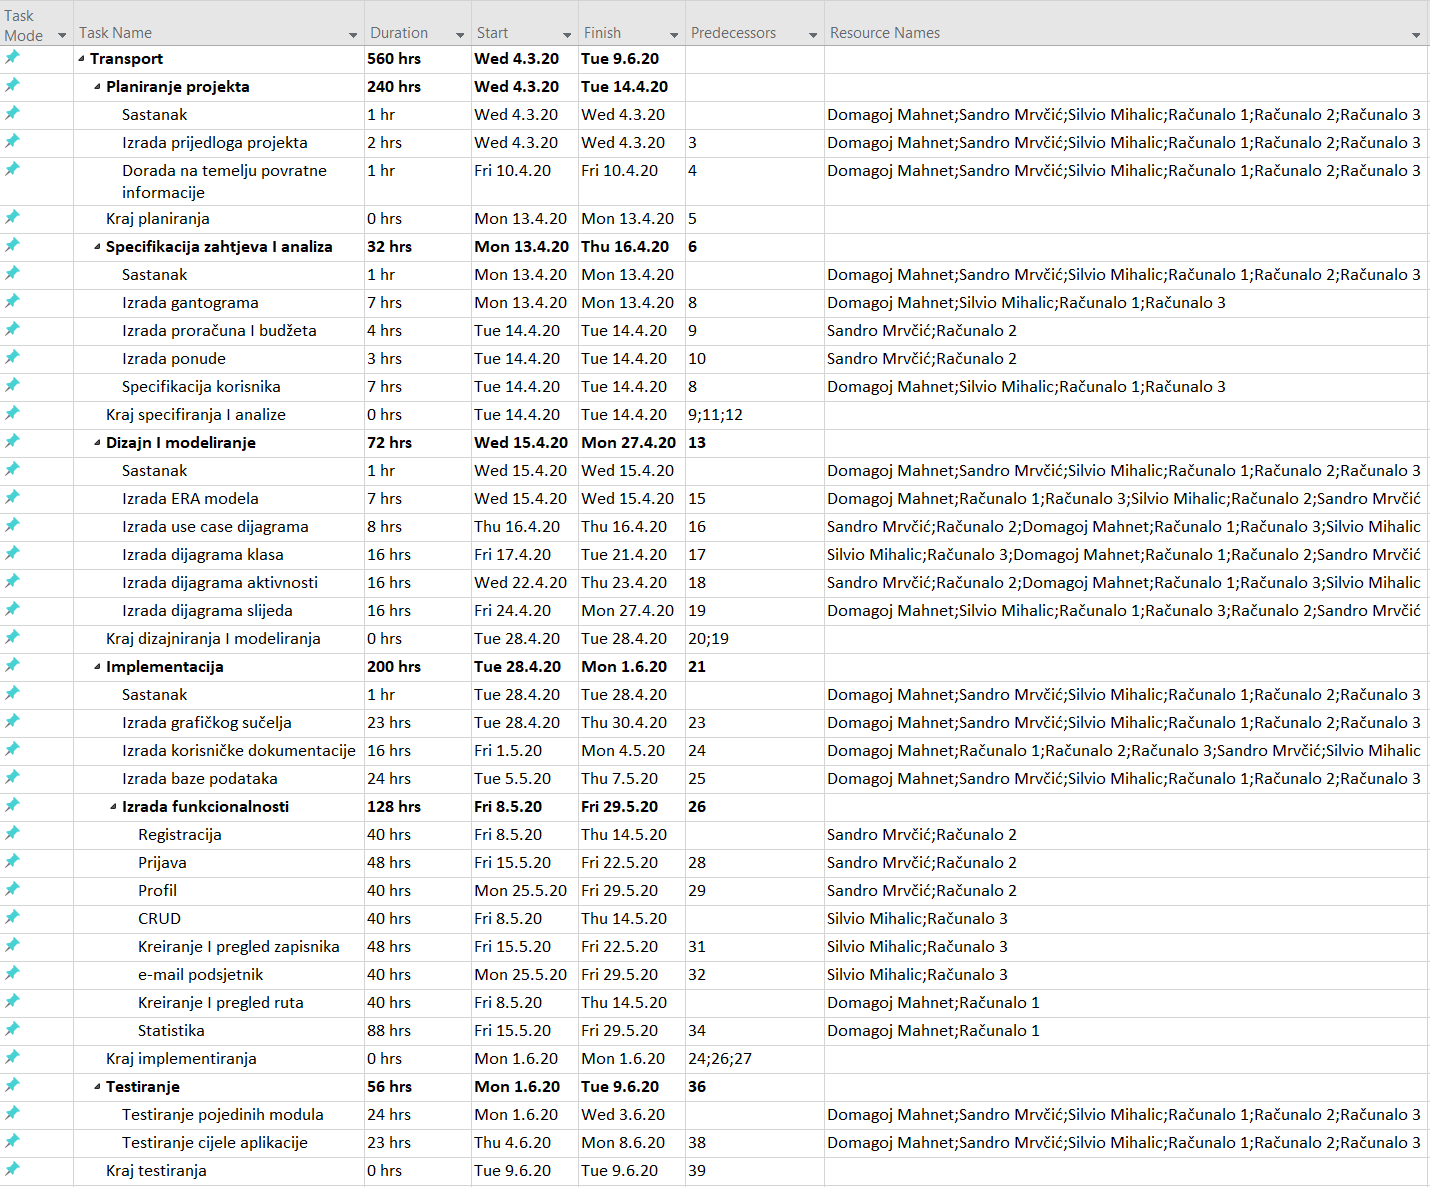 Task Mode Task Name Duration Start Finish Predecessors Resource Names
Transport 560 hrs Wed 4.3.20 Tue 9.6.20
Planiranje projekta 240 hrs Wed 4.3.20 Tue 14.4.20
Sastanak 1 hr Wed 4.3.20 Wed 4.3.20 Domagoj Mahnet;Sandro Mrvčić;Silvio Mihalic;Računalo 1;Računalo 2;Računalo 3
Izrada prijedloga projekta 2 hrs Wed 4.3.20 Wed 4.3.20 3 Domagoj Mahnet;Sandro Mrvčić;Silvio Mihalic;Računalo 1;Računalo 2;Računalo 3
Dorada na temelju povratne informacije 1 hr Fri 10.4.20 Fri 10.4.20 4 Domagoj Mahnet;Sandro Mrvčić;Silvio Mihalic;Računalo 1;Računalo 2;Računalo 3
Kraj planiranja 0 hrs Mon 13.4.20 Mon 13.4.20 5
Specifikacija zahtjeva I analiza 32 hrs Mon 13.4.20 Thu 16.4.20 6
Sastanak 1 hr Mon 13.4.20 Mon 13.4.20 Domagoj Mahnet;Sandro Mrvčić;Silvio Mihalic;Računalo 1;Računalo 2;Računalo 3
Izrada gantograma 7 hrs Mon 13.4.20 Mon 13.4.20 8 Domagoj Mahnet;Silvio Mihalic;Računalo 1;Računalo 3
Izrada proračuna I budžeta 4 hrs Tue 14.4.20 Tue 14.4.20 9 Sandro Mrvčić;Računalo 2
Izrada ponude 3 hrs Tue 14.4.20 Tue 14.4.20 10 Sandro Mrvčić;Računalo 2
Specifikacija korisnika 7 hrs Tue 14.4.20 Tue 14.4.20 8 Domagoj Mahnet;Silvio Mihalic;Računalo 1;Računalo 3
Kraj specifiranja I analize 0 hrs Tue 14.4.20 Tue 14.4.20 9;11;12
Dizajn I modeliranje 72 hrs Wed 15.4.20 Mon 27.4.20 13
Sastanak 1 hr Wed 15.4.20 Wed 15.4.20 Domagoj Mahnet;Sandro Mrvčić;Silvio Mihalic;Računalo 1;Računalo 2;Računalo 3
Izrada ERA modela 7 hrs Wed 15.4.20 Wed 15.4.20 15 Domagoj Mahnet;Računalo 1;Računalo 3;Silvio Mihalic;Računalo 2;Sandro Mrvčić
Izrada use case dijagrama 8 hrs Thu 16.4.20 Thu 16.4.20 16 Sandro Mrvčić;Računalo 2;Domagoj Mahnet;Računalo 1;Računalo 3;Silvio Mihalic
Izrada dijagrama klasa 16 hrs Fri 17.4.20 Tue 21.4.20 17 Silvio Mihalic;Računalo 3;Domagoj Mahnet;Računalo 1;Računalo 2;Sandro Mrvčić
Izrada dijagrama aktivnosti 16 hrs Wed 22.4.20 Thu 23.4.20 18 Sandro Mrvčić;Računalo 2;Domagoj Mahnet;Računalo 1;Računalo 3;Silvio Mihalic
Izrada dijagrama slijeda 16 hrs Fri 24.4.20 Mon 27.4.20 19 Domagoj Mahnet;Silvio Mihalic;Računalo 1;Računalo 3;Računalo 2;Sandro Mrvčić
Kraj dizajniranja I modeliranja 0 hrs Tue 28.4.20 Tue 28.4.20 20;19
Implementacija 200 hrs Tue 28.4.20 Mon 1.6.20 21
Sastanak 1 hr Tue 28.4.20 Tue 28.4.20 Domagoj Mahnet;Sandro Mrvčić;Silvio Mihalic;Računalo 1;Računalo 2;Računalo 3
Izrada grafičkog sučelja 23 hrs Tue 28.4.20 Thu 30.4.20 23 Domagoj Mahnet;Sandro Mrvčić;Silvio Mihalic;Računalo 1;Računalo 2;Računalo 3
Izrada korisničke dokumentacije 16 hrs Fri 1.5.20 Mon 4.5.20 24 Domagoj Mahnet;Računalo 1;Računalo 2;Računalo 3;Sandro Mrvčić;Silvio Mihalic
Izrada baze podataka 24 hrs Tue 5.5.20 Thu 7.5.20 25 Domagoj Mahnet;Sandro Mrvčić;Silvio Mihalic;Računalo 1;Računalo 2;Računalo 3
Izrada funkcionalnosti 128 hrs Fri 8.5.20 Fri 29.5.20 26
Registracija 40 hrs Fri 8.5.20 Thu 14.5.20 Sandro Mrvčić;Računalo 2
Prijava 48 hrs Fri 15.5.20 Fri 22.5.20 28 Sandro Mrvčić;Računalo 2
Profil 40 hrs Mon 25.5.20 Fri 29.5.20 29 Sandro Mrvčić;Računalo 2
CRUD 40 hrs Fri 8.5.20 Thu 14.5.20 Silvio Mihalic;Računalo 3
Kreiranje I pregled zapisnika 48 hrs Fri 15.5.20 Fri 22.5.20 31 Silvio Mihalic;Računalo 3
e-mail podsjetnik 40 hrs Mon 25.5.20 Fri 29.5.20 32 Silvio Mihalic;Računalo 3
Kreiranje I pregled ruta 40 hrs Fri 8.5.20 Thu 14.5.20 Domagoj Mahnet;Računalo 1
Statistika 88 hrs Fri 15.5.20 Fri 29.5.20 34 Domagoj Mahnet;Računalo 1
Kraj implementiranja 0 hrs Mon 1.6.20 Mon 1.6.20 24;26;27
Testiranje 56 hrs Mon 1.6.20 Tue 9.6.20 36
Testiranje pojedinih modula 24 hrs Mon 1.6.20 Wed 3.6.20 Domagoj Mahnet;Sandro Mrvčić;Silvio Mihalic;Računalo 1;Računalo 2;Računalo 3
Testiranje cijele aplikacije 23 hrs Thu 4.6.20 Mon 8.6.20 38 Domagoj Mahnet;Sandro Mrvčić;Silvio Mihalic;Računalo 1;Računalo 2;Računalo 3
Kraj testiranja 0 hrs Tue 9.6.20 Tue 9.6.20 39